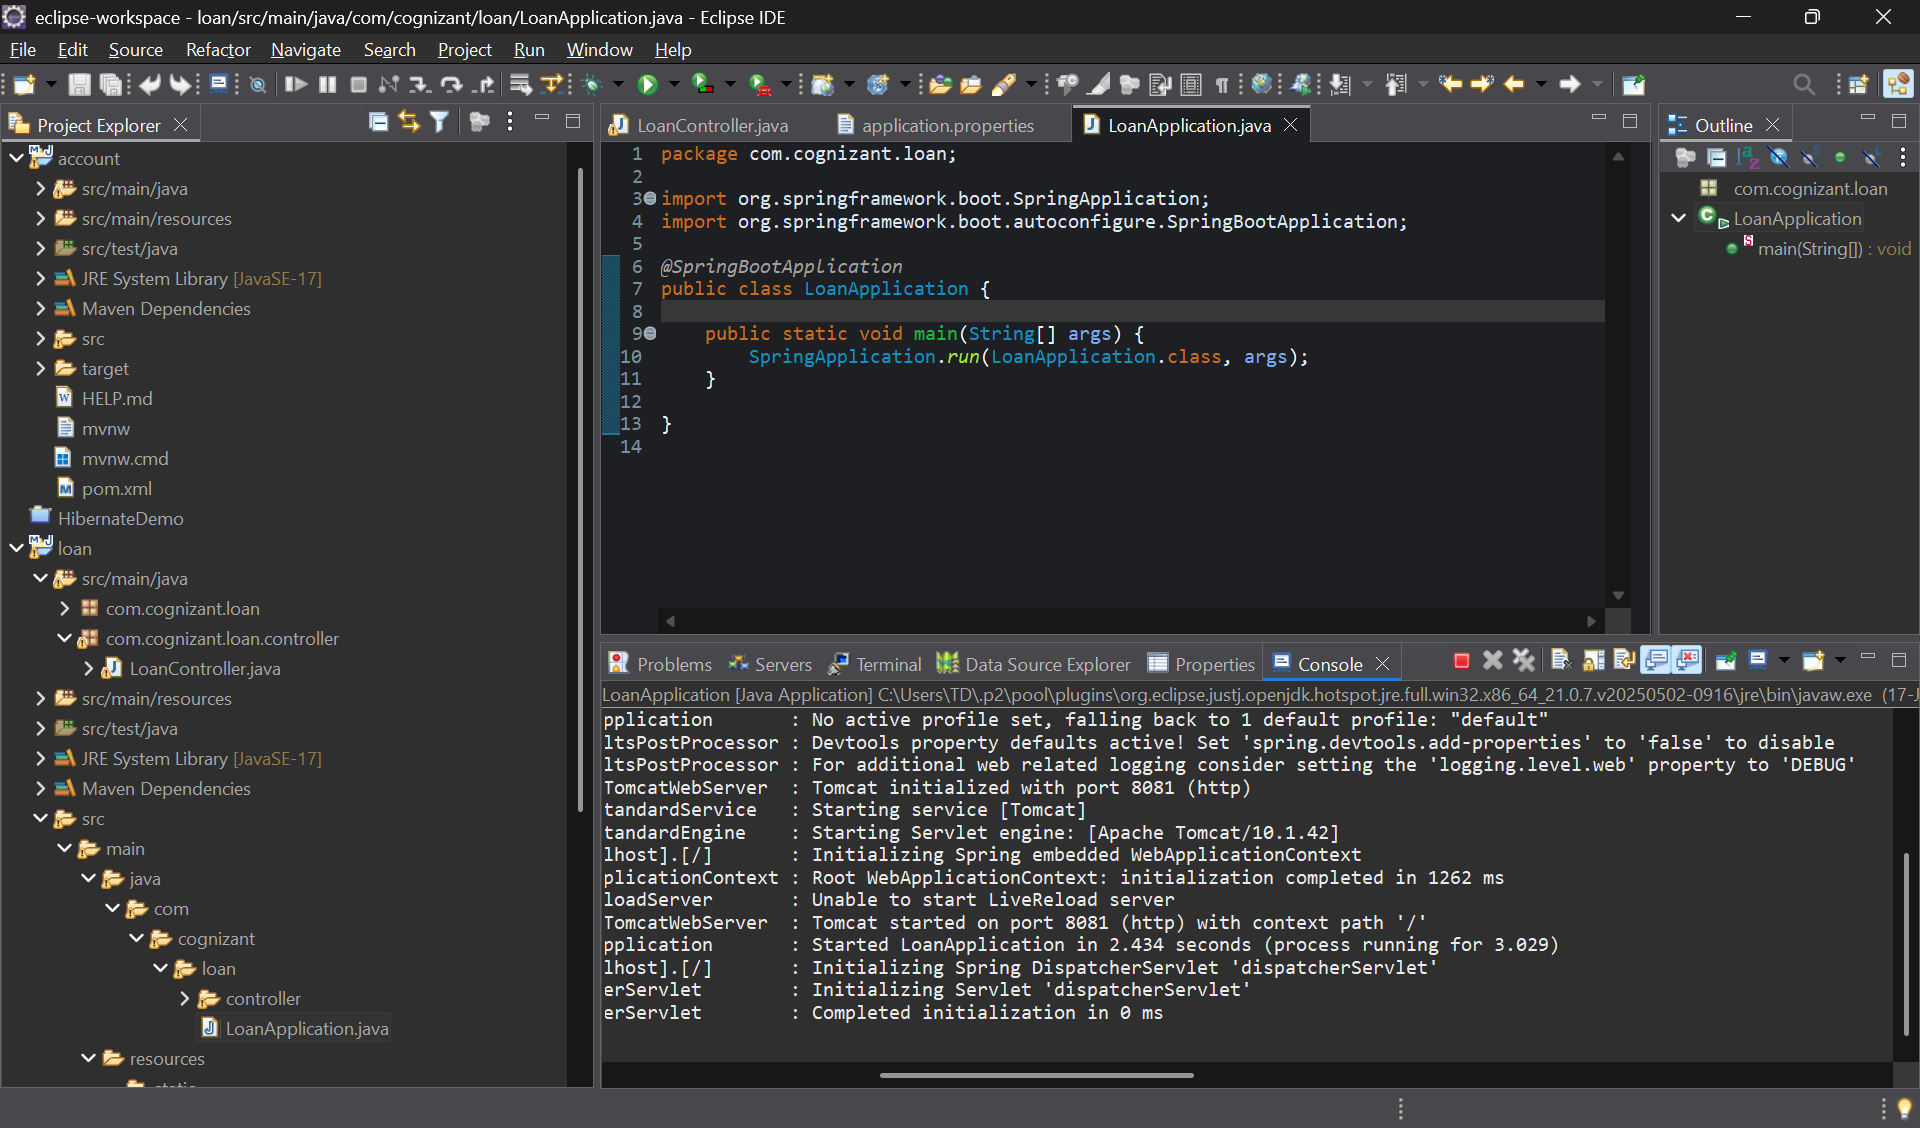 eclipse-workspace - loan/src/main/java/com/cognizant/loan/LoanApplication.java - Eclipse IDE
File Edit Source Refactor Navigate Search Project Run Window Help
Project Explorer
account
src/main/java
src/main/resources
src/test/java
JRE System Library [JavaSE-17]
Maven Dependencies
src
target
HELP.md
mvnw
mvnw.cmd
pom.xml
HibernateDemo
loan
src/main/java
com.cognizant.loan
com.cognizant.loan.controller
LoanController.java
src/main/resources
src/test/java
JRE System Library [JavaSE-17]
Maven Dependencies
src
main
java
com
cognizant
loan
controller
LoanApplication.java
resources
LoanController.java application.properties LoanApplication.java
1 package com.cognizant.loan;
2
3 import org.springframework.boot.SpringApplication;
4 import org.springframework.boot.autoconfigure.SpringBootApplication;
5
6 @SpringBootApplication
7 public class LoanApplication {
8
9 public static void main(String[] args) {
10 SpringApplication.run(LoanApplication.class, args);
11 }
12
13 }
14
Outline
com.cognizant.loan
LoanApplication
main(String[]) : void
Problems Servers Terminal Data Source Explorer Properties Console
LoanApplication [Java Application] C:\Users\TD\.p2\pool\plugins\org.eclipse.justj.openjdk.hotspot.jre.full.win32.x86_64_21.0.7.v20250502-0916\jre\bin\javaw.exe (17-J
pplication : No active profile set, falling back to 1 default profile: "default"
ltsPostProcessor : Devtools property defaults active! Set 'spring.devtools.add-properties' to 'false' to disable
ltsPostProcessor : For additional web related logging consider setting the 'logging.level.web' property to 'DEBUG'
TomcatWebServer : Tomcat initialized with port 8081 (http)
tandardService : Starting service [Tomcat]
tandardEngine : Starting Servlet engine: [Apache Tomcat/10.1.42]
lhost].[/] : Initializing Spring embedded WebApplicationContext
plicationContext : Root WebApplicationContext: initialization completed in 1262 ms
loadServer : Unable to start LiveReload server
TomcatWebServer : Tomcat started on port 8081 (http) with context path '/'
pplication : Started LoanApplication in 2.434 seconds (process running for 3.029)
lhost].[/] : Initializing Spring DispatcherServlet 'dispatcherServlet'
erServlet : Initializing Servlet 'dispatcherServlet'
erServlet : Completed initialization in 0 ms